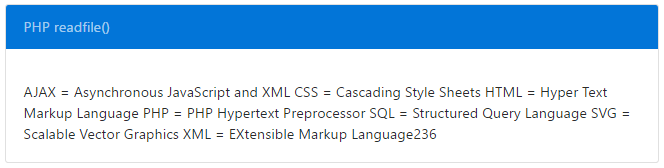 PHP readfile()
AJAX = Asynchronous JavaScript and XML CSS = Cascading Style Sheets HTML = Hyper Text
Markup Language PHP = PHP Hypertext Preprocessor SQL = Structured Query Language SVG =
Scalable Vector Graphics XML = EXtensible Markup Language236